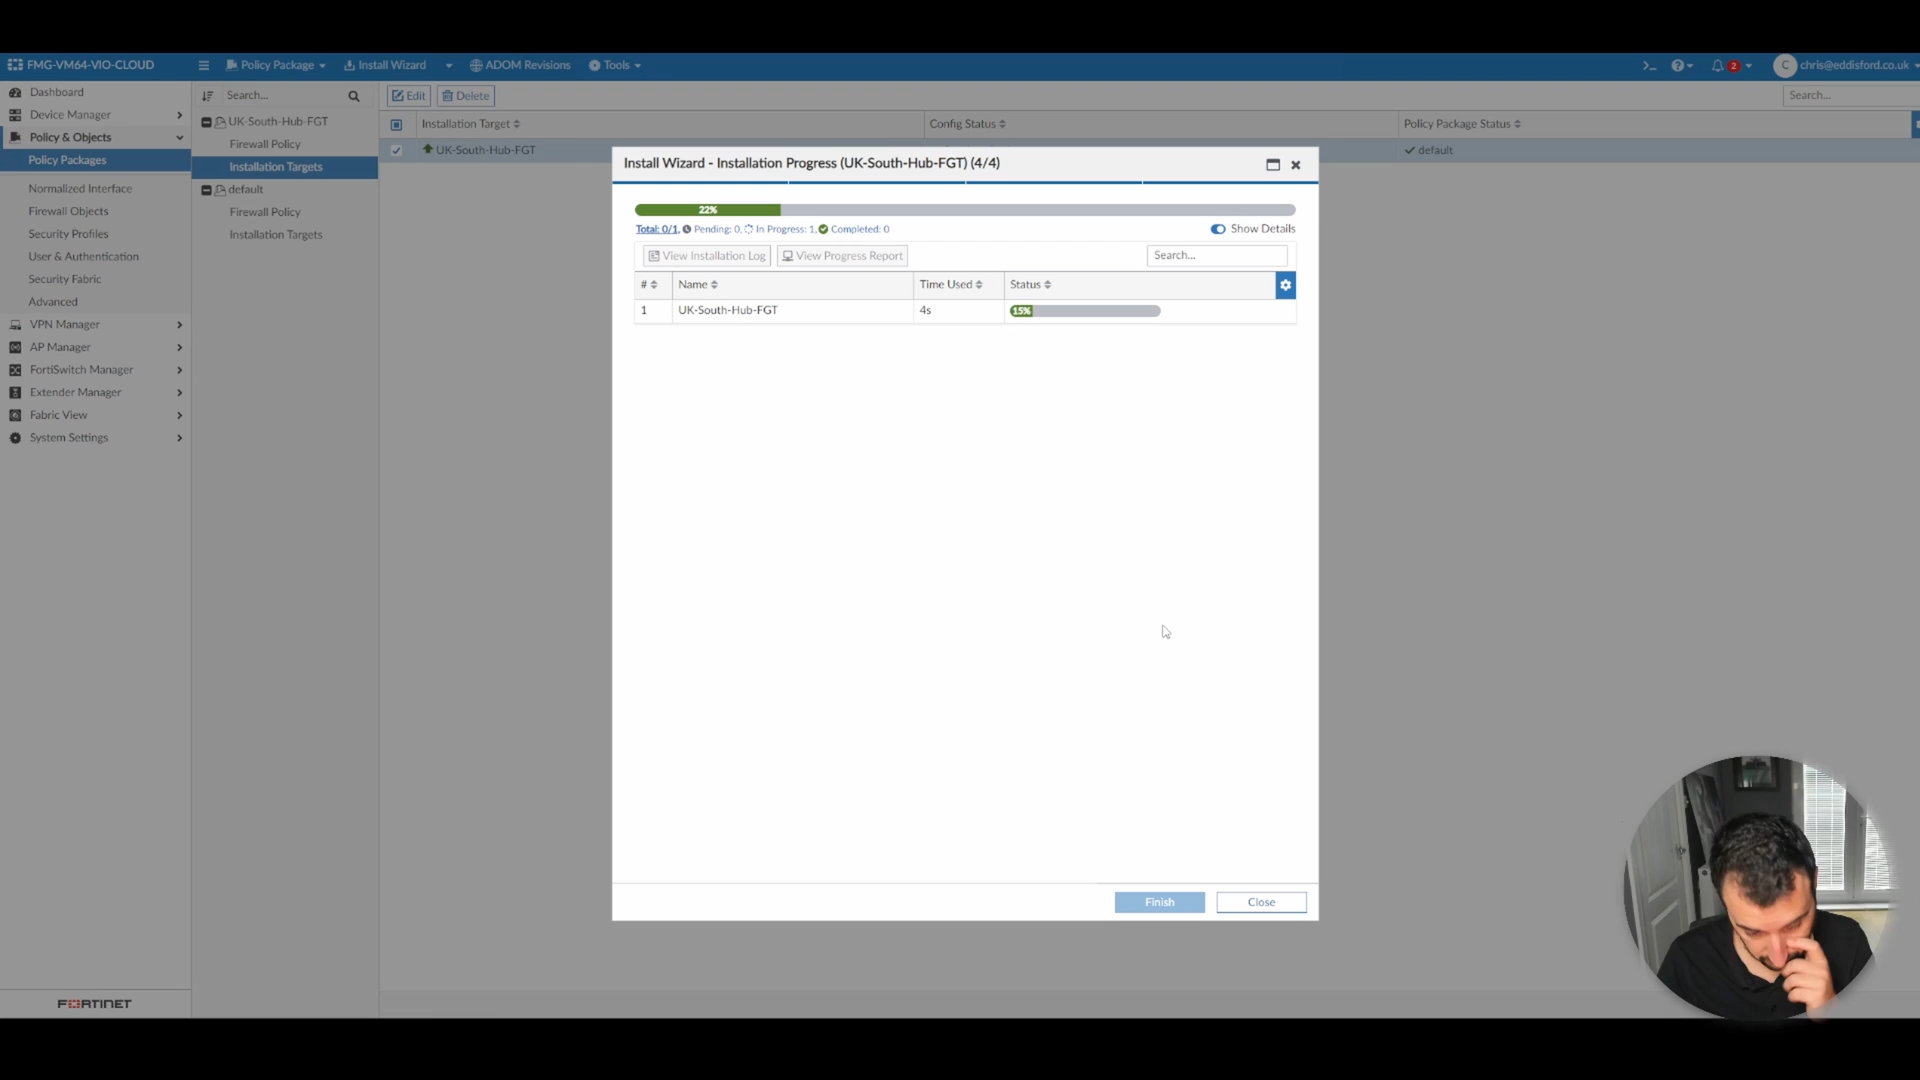 FMG-VM64-VIO-CLOUD
Policy Package
Install Wizard
ADOM Revisions
Tools
2
C
chris@eddisford.co.uk
Dashboard
Device Manager
Policy & Objects
Policy Packages
Normalized Interface
Firewall Objects
Security Profiles
User & Authentication
Security Fabric
Advanced
VPN Manager
AP Manager
FortiSwitch Manager
Extender Manager
Fabric View
System Settings
FORTINET
Search...
UK-South-Hub-FGT
Firewall Policy
Installation Targets
default
Firewall Policy
Installation Targets
Edit
Delete
Search...
Installation Target
Config Status
Policy Package Status
UK-South-Hub-FGT
default
Install Wizard - Installation Progress (UK-South-Hub-FGT) (4/4)
22%
Total: 0/1, Pending: 0, In Progress: 1, Completed: 0
Show Details
View Installation Log
View Progress Report
Search...
# Name Time Used Status
1 UK-South-Hub-FGT 4s 15%
Finish
Close